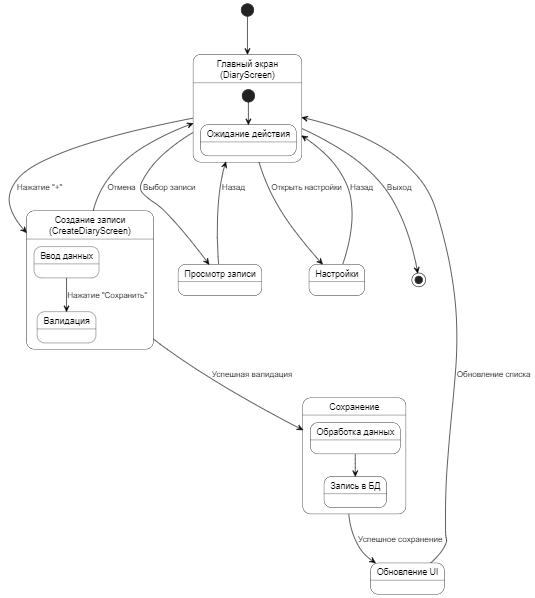 Главный экран
(DiaryScreen)
Ожидание действия
Нажатие "+"
Отмена
Выбор записи
Назад
Открыть настройки
Назад
Выход
Создание записи
(CreateDiaryScreen)
Ввод данных
Нажатие "Сохранить"
Валидация
Просмотр записи
Настройки
Успешная валидация
Обновление списка
Сохранение
Обработка данных
Запись в БД
Успешное сохранение
Обновление UI